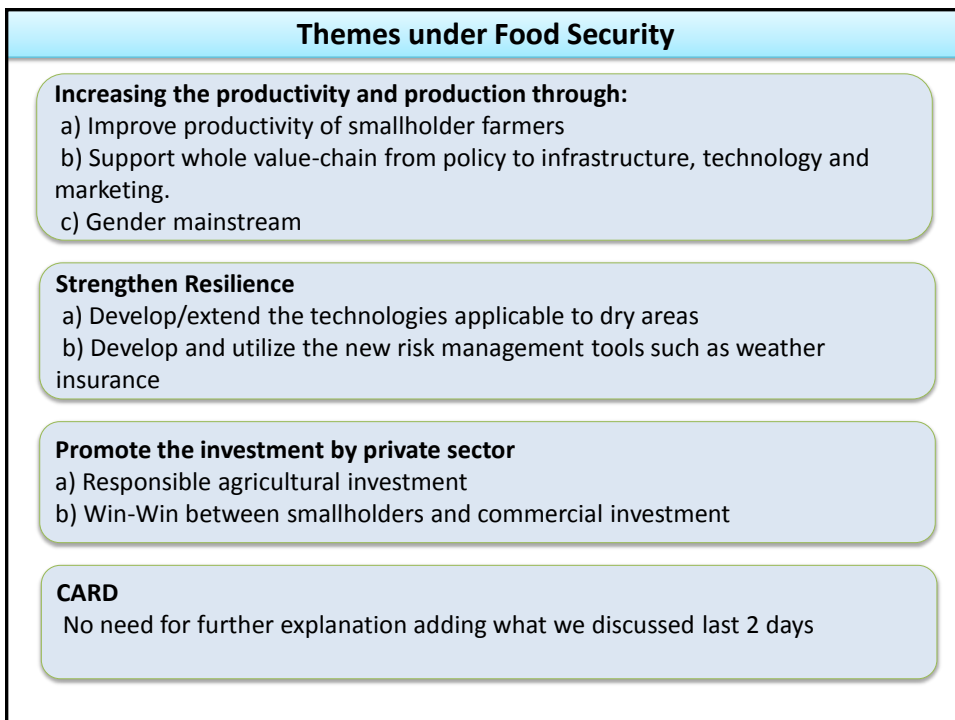 Themes under Food Security
Increasing the productivity and production through:
a) Improve productivity of smallholder farmers
b) Support whole value-chain from policy to infrastructure, technology and
marketing.
c) Gender mainstream
Strengthen Resilience
a) Develop/extend the technologies applicable to dry areas
b) Develop and utilize the new risk management tools such as weather
insurance
Promote the investment by private sector
a) Responsible agricultural investment
b) Win-Win between smallholders and commercial investment
CARD
No need for further explanation adding what we discussed last 2 days